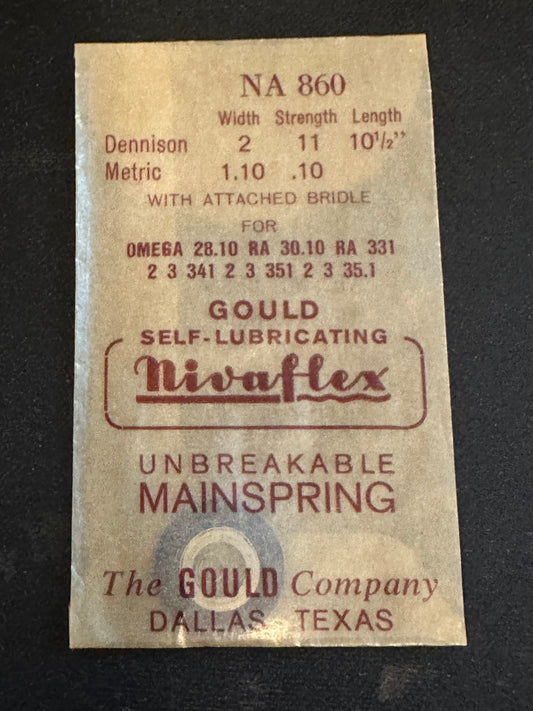 NA 860
Width Strength Length
Dennison 2 11 10½"
Metric 1.10 .10
WITH ATTACHED BRIDLE
FOR
OMEGA 28.10 RA 30.10 RA 331
2 3 341 2 3 351 2 3 35.1
GOULD
SELF-LUBRICATING
Nivaflex
UNBREAKABLE
MAINSPRING
The GOULD Company
DALLAS, TEXAS